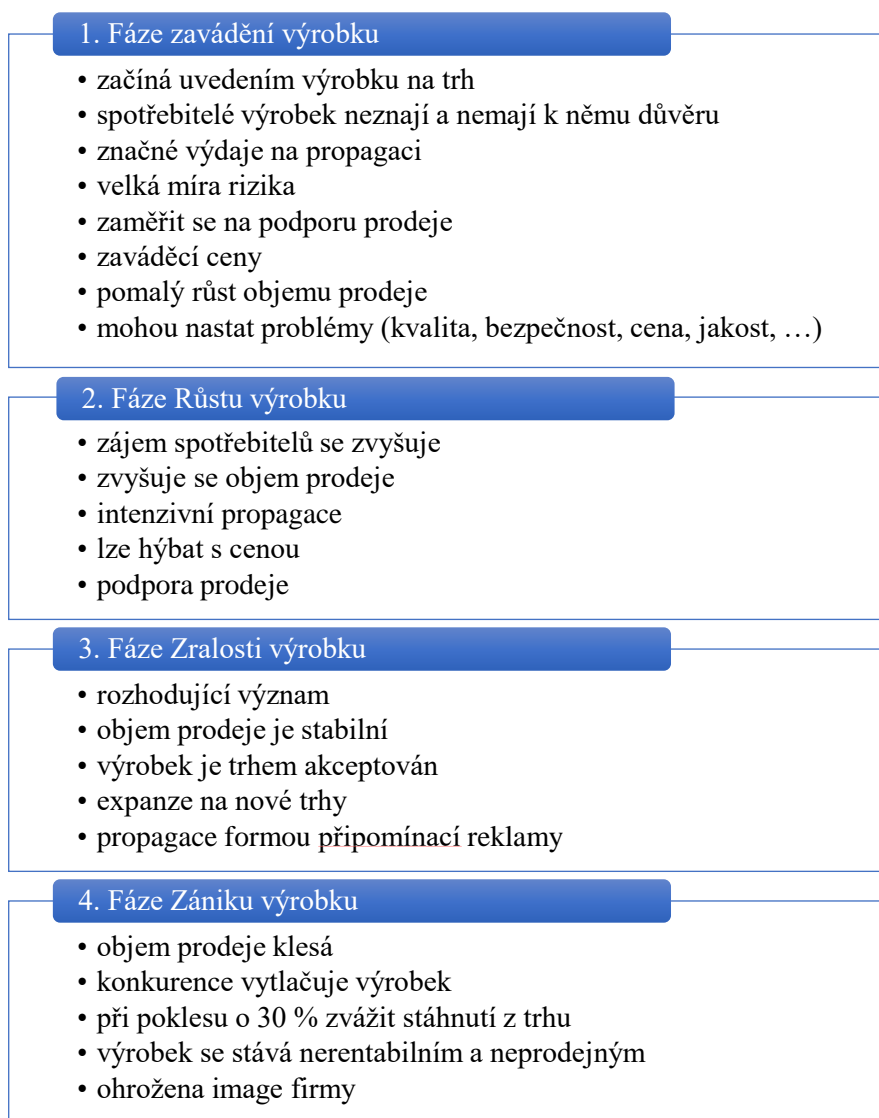 1. Fáze zavádění výrobku
• začíná uvedením výrobku na trh
• spotřebitelé výrobek neznají a nemají k němu důvěru
• značné výdaje na propagaci
• velká míra rizika
• zaměřit se na podporu prodeje
• zaváděcí ceny
• pomalý růst objemu prodeje
• mohou nastat problémy (kvalita, bezpečnost, cena, jakost, …)
2. Fáze Růstu výrobku
• zájem spotřebitelů se zvyšuje
• zvyšuje se objem prodeje
• intenzivní propagace
• lze hýbat s cenou
• podpora prodeje
3. Fáze Zralosti výrobku
• rozhodující význam
• objem prodeje je stabilní
• výrobek je trhem akceptován
• expanze na nové trhy
• propagace formou připomínací reklamy
4. Fáze Zániku výrobku
• objem prodeje klesá
• konkurence vytlačuje výrobek
• při poklesu o 30 % zvážit stáhnutí z trhu
• výrobek se stává nerentabilním a neprodejným
• ohrožena image firmy